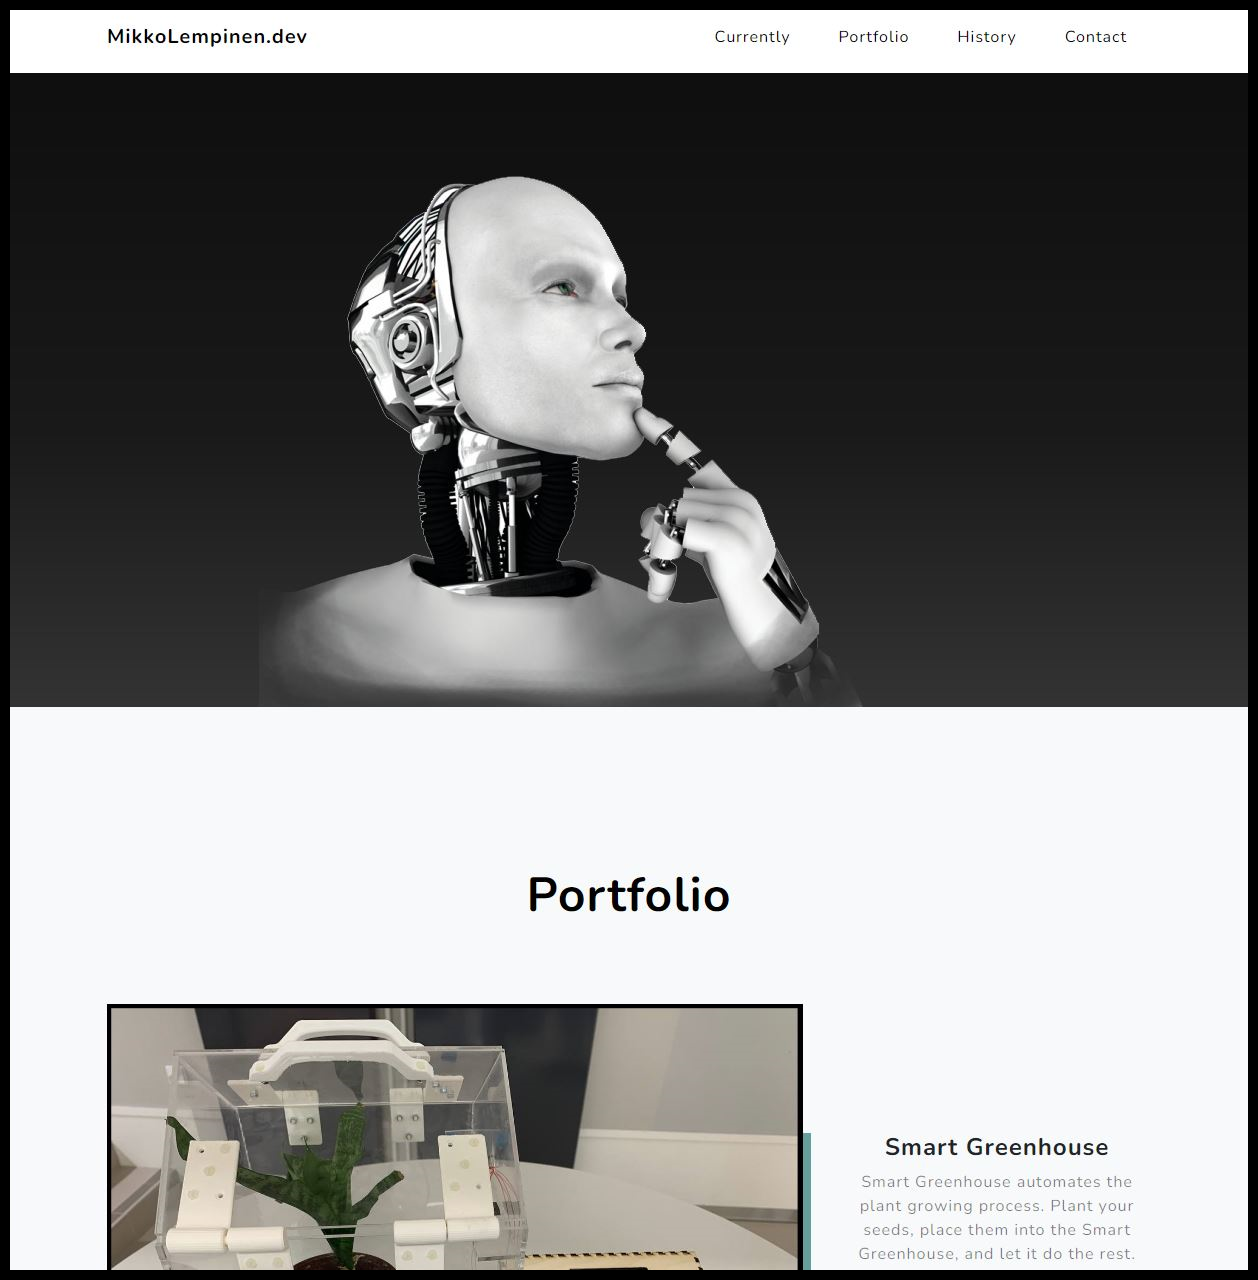 MikkoLempinen.dev
Currently
Portfolio
History
Contact
Portfolio
Smart Greenhouse
Smart Greenhouse automates the
plant growing process. Plant your
seeds, place them into the Smart
Greenhouse, and let it do the rest.